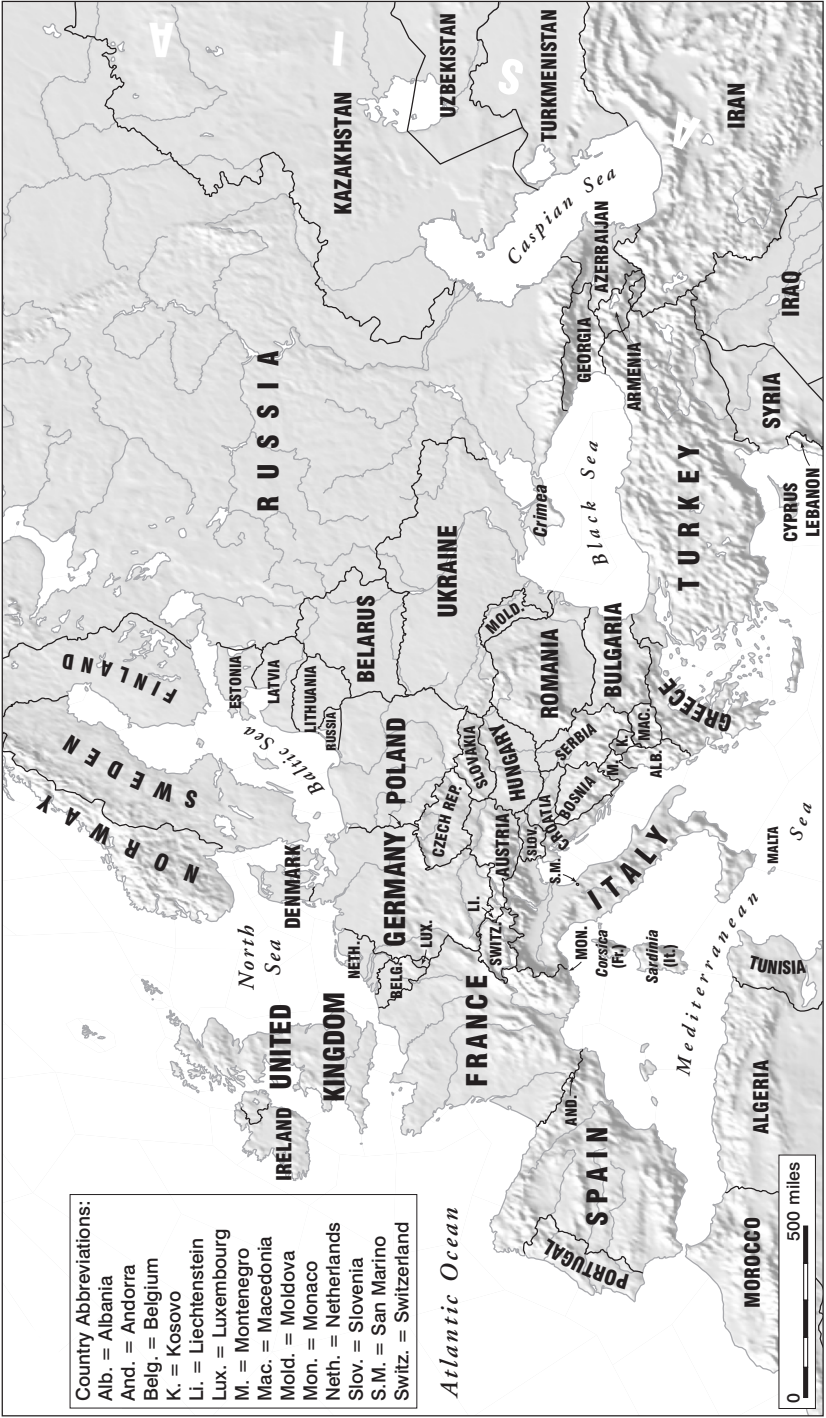 Country Abbreviations:
Alb. = Albania
And. = Andorra
Belg. = Belgium
K. = Kosovo
Li. = Liechtenstein
Lux. = Luxembourg
M. = Montenegro
Mac. = Macedonia
Mold. = Moldova
Mon. = Monaco
Neth. = Netherlands
Slov. = Slovenia
S.M. = San Marino
Switz. = Switzerland
Atlantic Ocean
0 500 miles
NORWAY
SWEDEN
FINLAND
RUSSIA
ESTONIA
LATVIA
LITHUANIA
RUSSIA
Baltic Sea
DENMARK
North
Sea
UNITED
KINGDOM
IRELAND
NETH.
BELG.
LUX.
GERMANY
POLAND
BELARUS
UKRAINE
CZECH REP.
SLOVAKIA
LI.
SWITZ.
AUSTRIA
HUNGARY
MOLD.
ROMANIA
FRANCE
SLOV.
CROATIA
BOSNIA
SERBIA
M.
K.
MAC.
ALB.
BULGARIA
GREECE
S.M.
ITALY
MON.
Corsica
(Fr.)
Sardinia
(It.)
AND.
SPAIN
PORTUGAL
Mediterranean Sea
MALTA
MOROCCO
ALGERIA
TUNISIA
Crimea
Black Sea
TURKEY
GEORGIA
ARMENIA
AZERBAIJAN
Caspian Sea
KAZAKHSTAN
UZBEKISTAN
TURKMENISTAN
IRAN
IRAQ
SYRIA
CYPRUS
LEBANON
ASIA